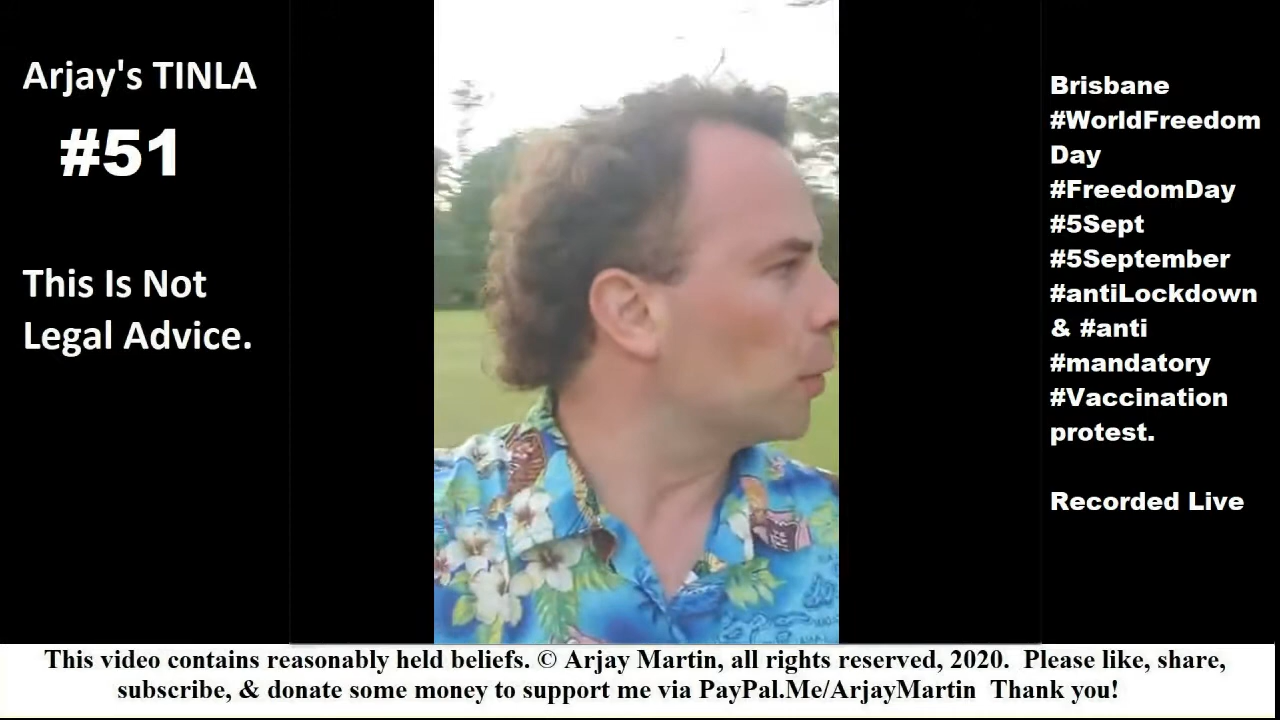 Arjay's TINLA
#51
This Is Not
Legal Advice.
Brisbane
#WorldFreedom
Day
#FreedomDay
#5Sept
#5September
#antiLockdown
& #anti
#mandatory
#Vaccination
protest.
Recorded Live
This video contains reasonably held beliefs. © Arjay Martin, all rights reserved, 2020.  Please like, share,
subscribe, & donate some money to support me via PayPal.Me/ArjayMartin  Thank you!